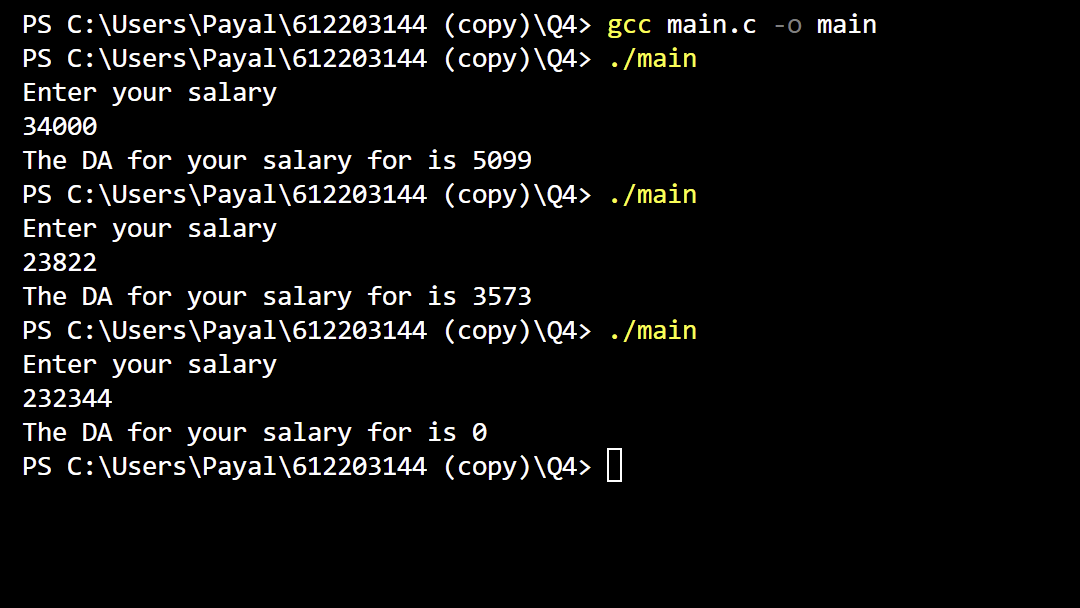 PS C:\Users\Payal\612203144 (copy)\Q4> gcc main.c -o main
PS C:\Users\Payal\612203144 (copy)\Q4> ./main
Enter your salary
34000
The DA for your salary for is 5099
PS C:\Users\Payal\612203144 (copy)\Q4> ./main
Enter your salary
23822
The DA for your salary for is 3573
PS C:\Users\Payal\612203144 (copy)\Q4> ./main
Enter your salary
232344
The DA for your salary for is 0
PS C:\Users\Payal\612203144 (copy)\Q4>